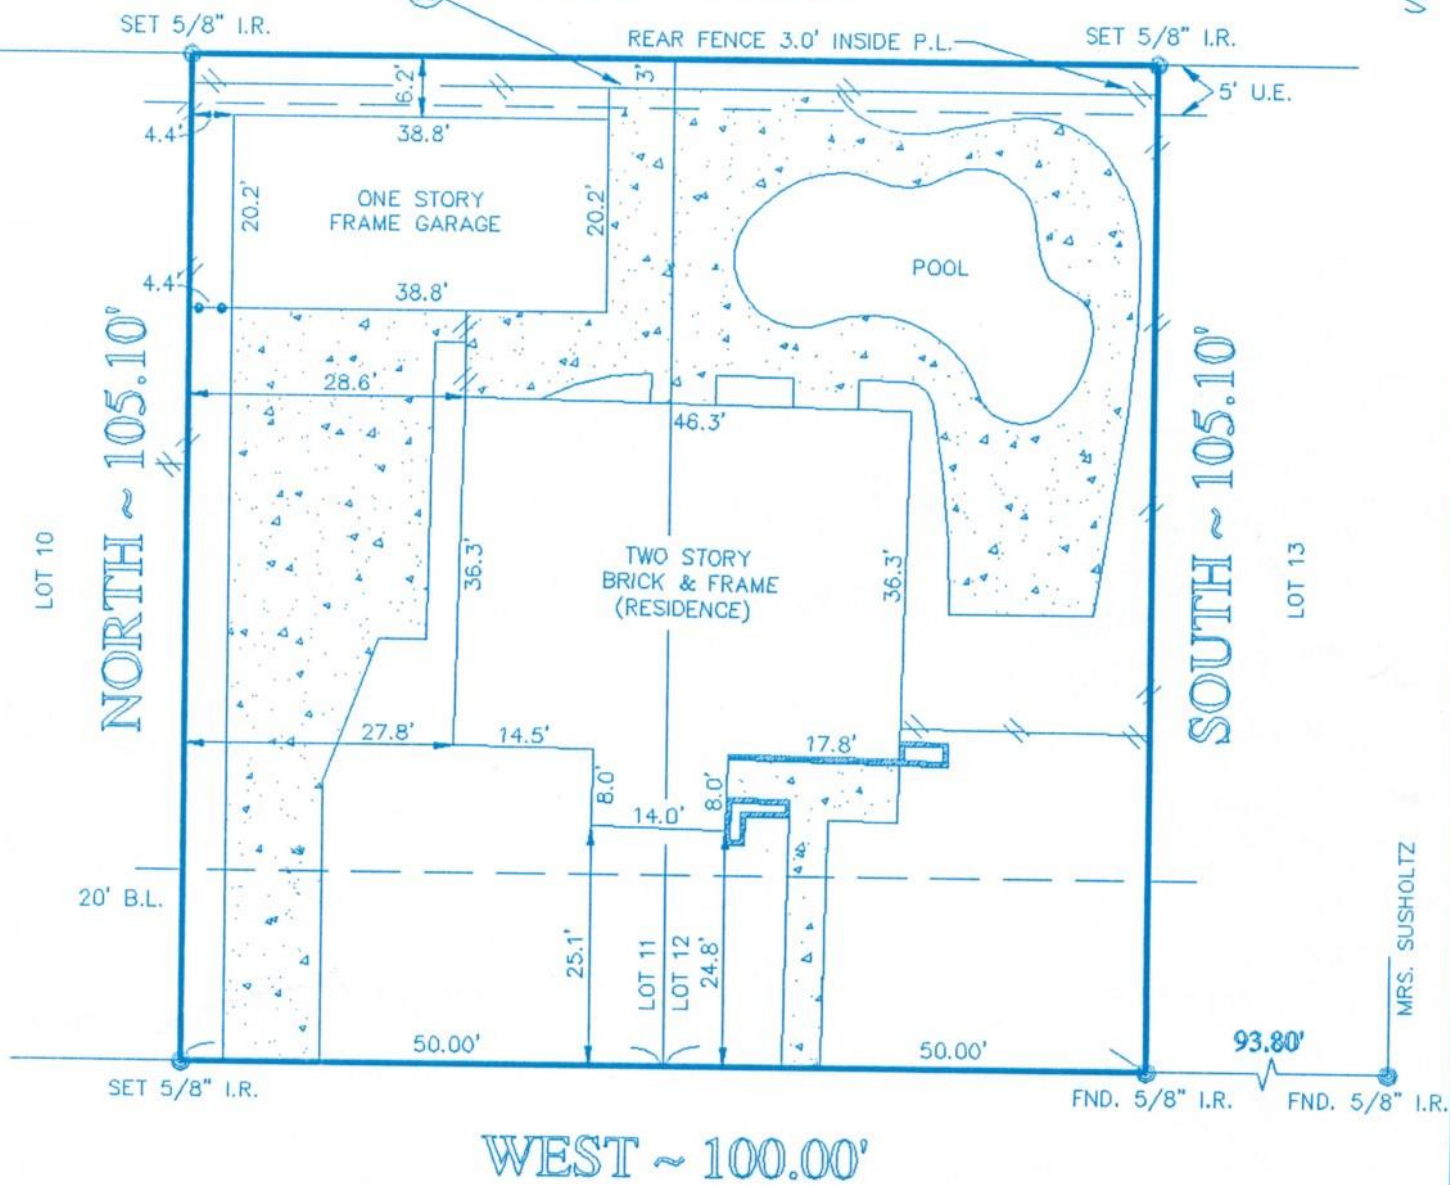 SET 5/8" I.R.
REAR FENCE 3.0' INSIDE P.L.
SET 5/8" I.R.
6.2'
3'
5' U.E.
4.4'
38.8'
20.2'
ONE STORY
FRAME GARAGE
20.2'
POOL
4.4'
38.8'
28.6'
46.3'
NORTH ~ 105.10'
SOUTH ~ 105.10'
LOT 10
LOT 13
36.3'
TWO STORY
BRICK & FRAME
(RESIDENCE)
36.3'
27.8'
14.5'
17.8'
8.0'
8.0'
14.0'
20' B.L.
25.1'
LOT 11
LOT 12
24.8'
MRS. SUSHOLTZ
50.00'
50.00'
93.80'
SET 5/8" I.R.
FND. 5/8" I.R.
FND. 5/8" I.R.
WEST ~ 100.00'